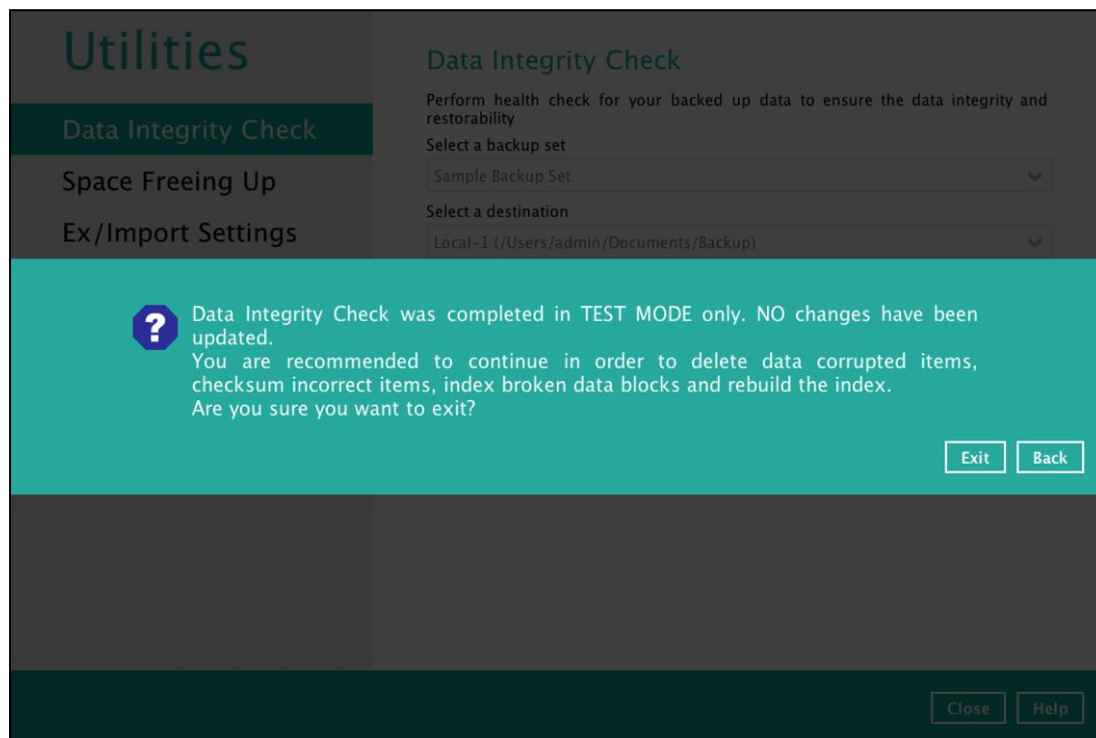 Utilities
Data Integrity Check
Space Freeing Up
Ex/Import Settings
Data Integrity Check
Perform health check for your backed up data to ensure the data integrity and
restorability
Select a backup set
Sample Backup Set
Select a destination
Local-1 (/Users/admin/Documents/Backup)
?
Data Integrity Check was completed in TEST MODE only. NO changes have been
updated.
You are recommended to continue in order to delete data corrupted items,
checksum incorrect items, index broken data blocks and rebuild the index.
Are you sure you want to exit?
Exit Back
Close Help